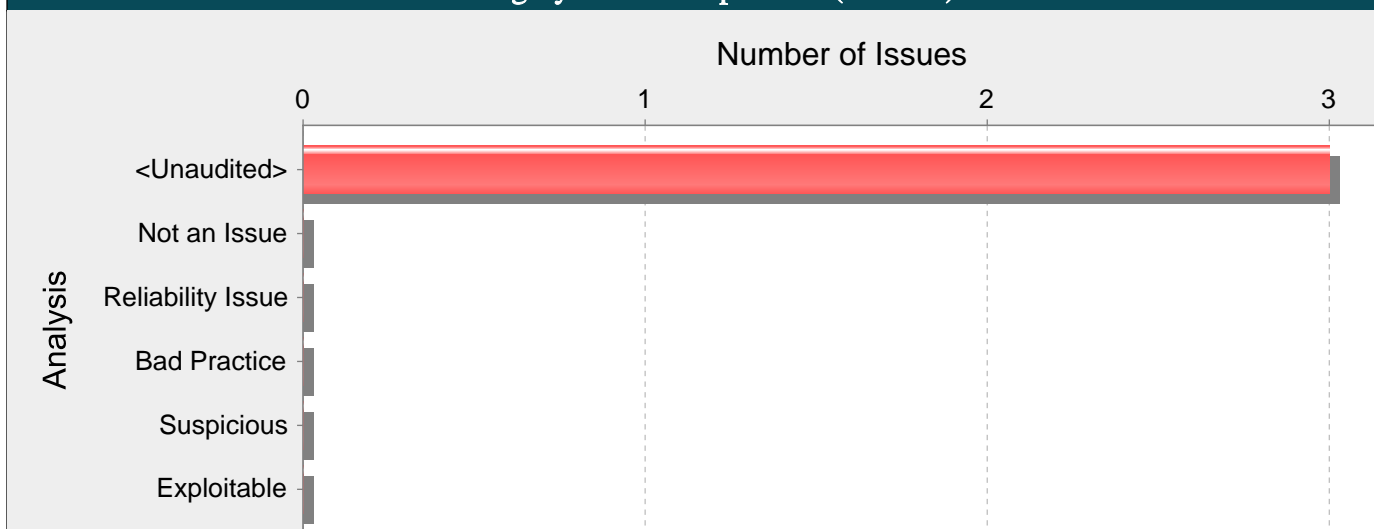 Number of Issues
0 1 2 3
<Unaudited>
Not an Issue
Reliability Issue
Bad Practice
Suspicious
Exploitable
Analysis